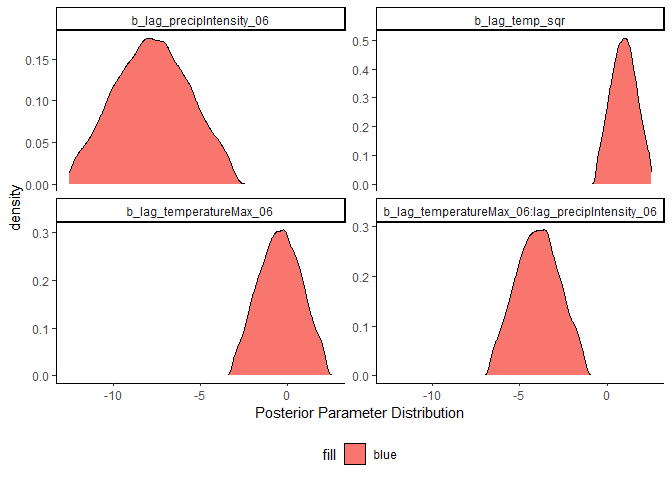 b_lag_precipIntensity_06
b_lag_temp_sqr
0.15
0.10
0.05
0.00
0.5
0.4
0.3
0.2
0.1
0.0
density
b_lag_temperatureMax_06
b_lag_temperatureMax_06:lag_precipIntensity_06
0.3
0.2
0.1
0.0
0.3
0.2
0.1
0.0
-10 -5 0
-10 -5 0
Posterior Parameter Distribution
fill blue